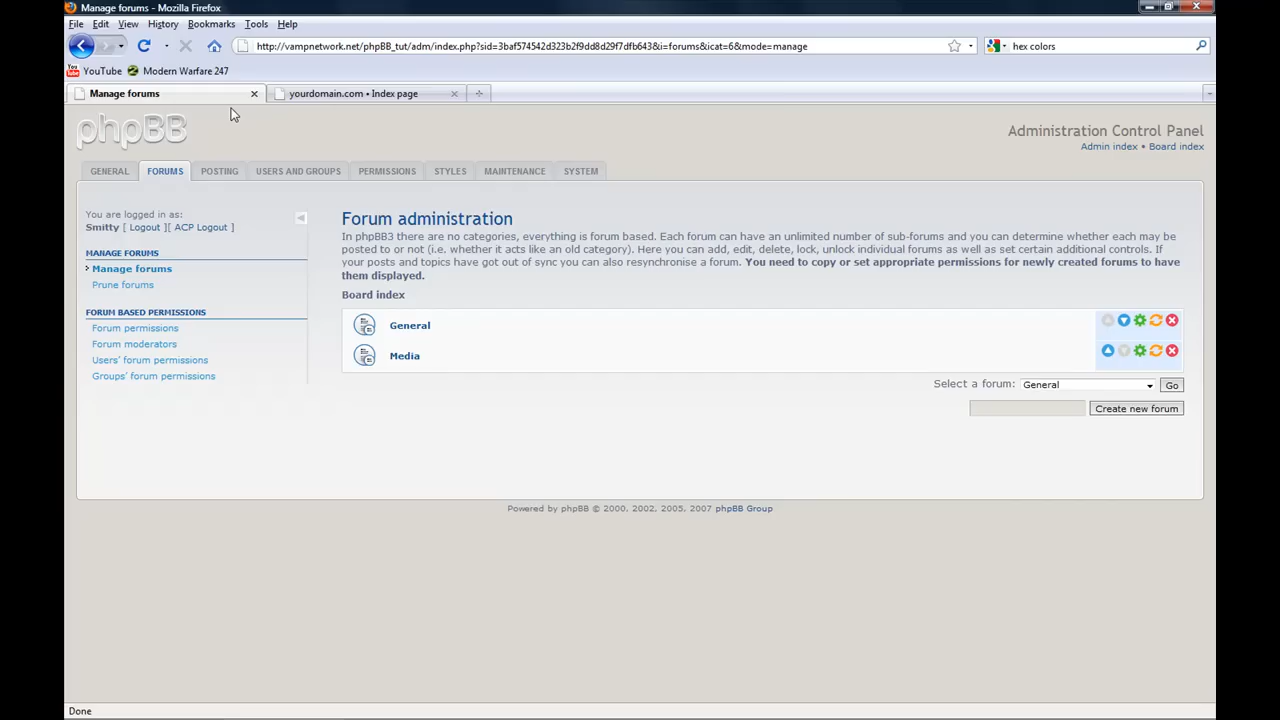 Manage forums - Mozilla Firefox
File Edit View History Bookmarks Tools Help
http://vampnetwork.net/phpBB_tut/adm/index.php?sid=3baf574542d323b2f9dd8d29f7dfb643&i=forums&icat=6&mode=manage
hex colors
YouTube Modern Warfare 247
Manage forums
yourdomain.com • Index page
phpBB
Administration Control Panel
Admin index • Board index
GENERAL FORUMS POSTING USERS AND GROUPS PERMISSIONS STYLES MAINTENANCE SYSTEM
You are logged in as:
Smitty [ Logout ][ ACP Logout ]
MANAGE FORUMS
Manage forums
Prune forums
FORUM BASED PERMISSIONS
Forum permissions
Forum moderators
Users' forum permissions
Groups' forum permissions
Forum administration
In phpBB3 there are no categories, everything is forum based. Each forum can have an unlimited number of sub-forums and you can determine whether each may be
posted to or not (i.e. whether it acts like an old category). Here you can add, edit, delete, lock, unlock individual forums as well as set certain additional controls. If
your posts and topics have got out of sync you can also resynchronise a forum. You need to copy or set appropriate permissions for newly created forums to have
them displayed.
Board index
General
Media
Select a forum: General Go
Create new forum
Powered by phpBB © 2000, 2002, 2005, 2007 phpBB Group
Done